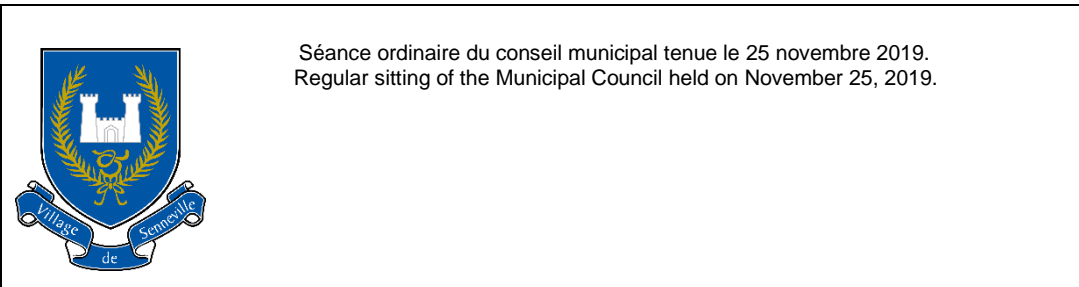 Séance ordinaire du conseil municipal tenue le 25 novembre 2019.
Regular sitting of the Municipal Council held on November 25, 2019.
Village
de
Senneville